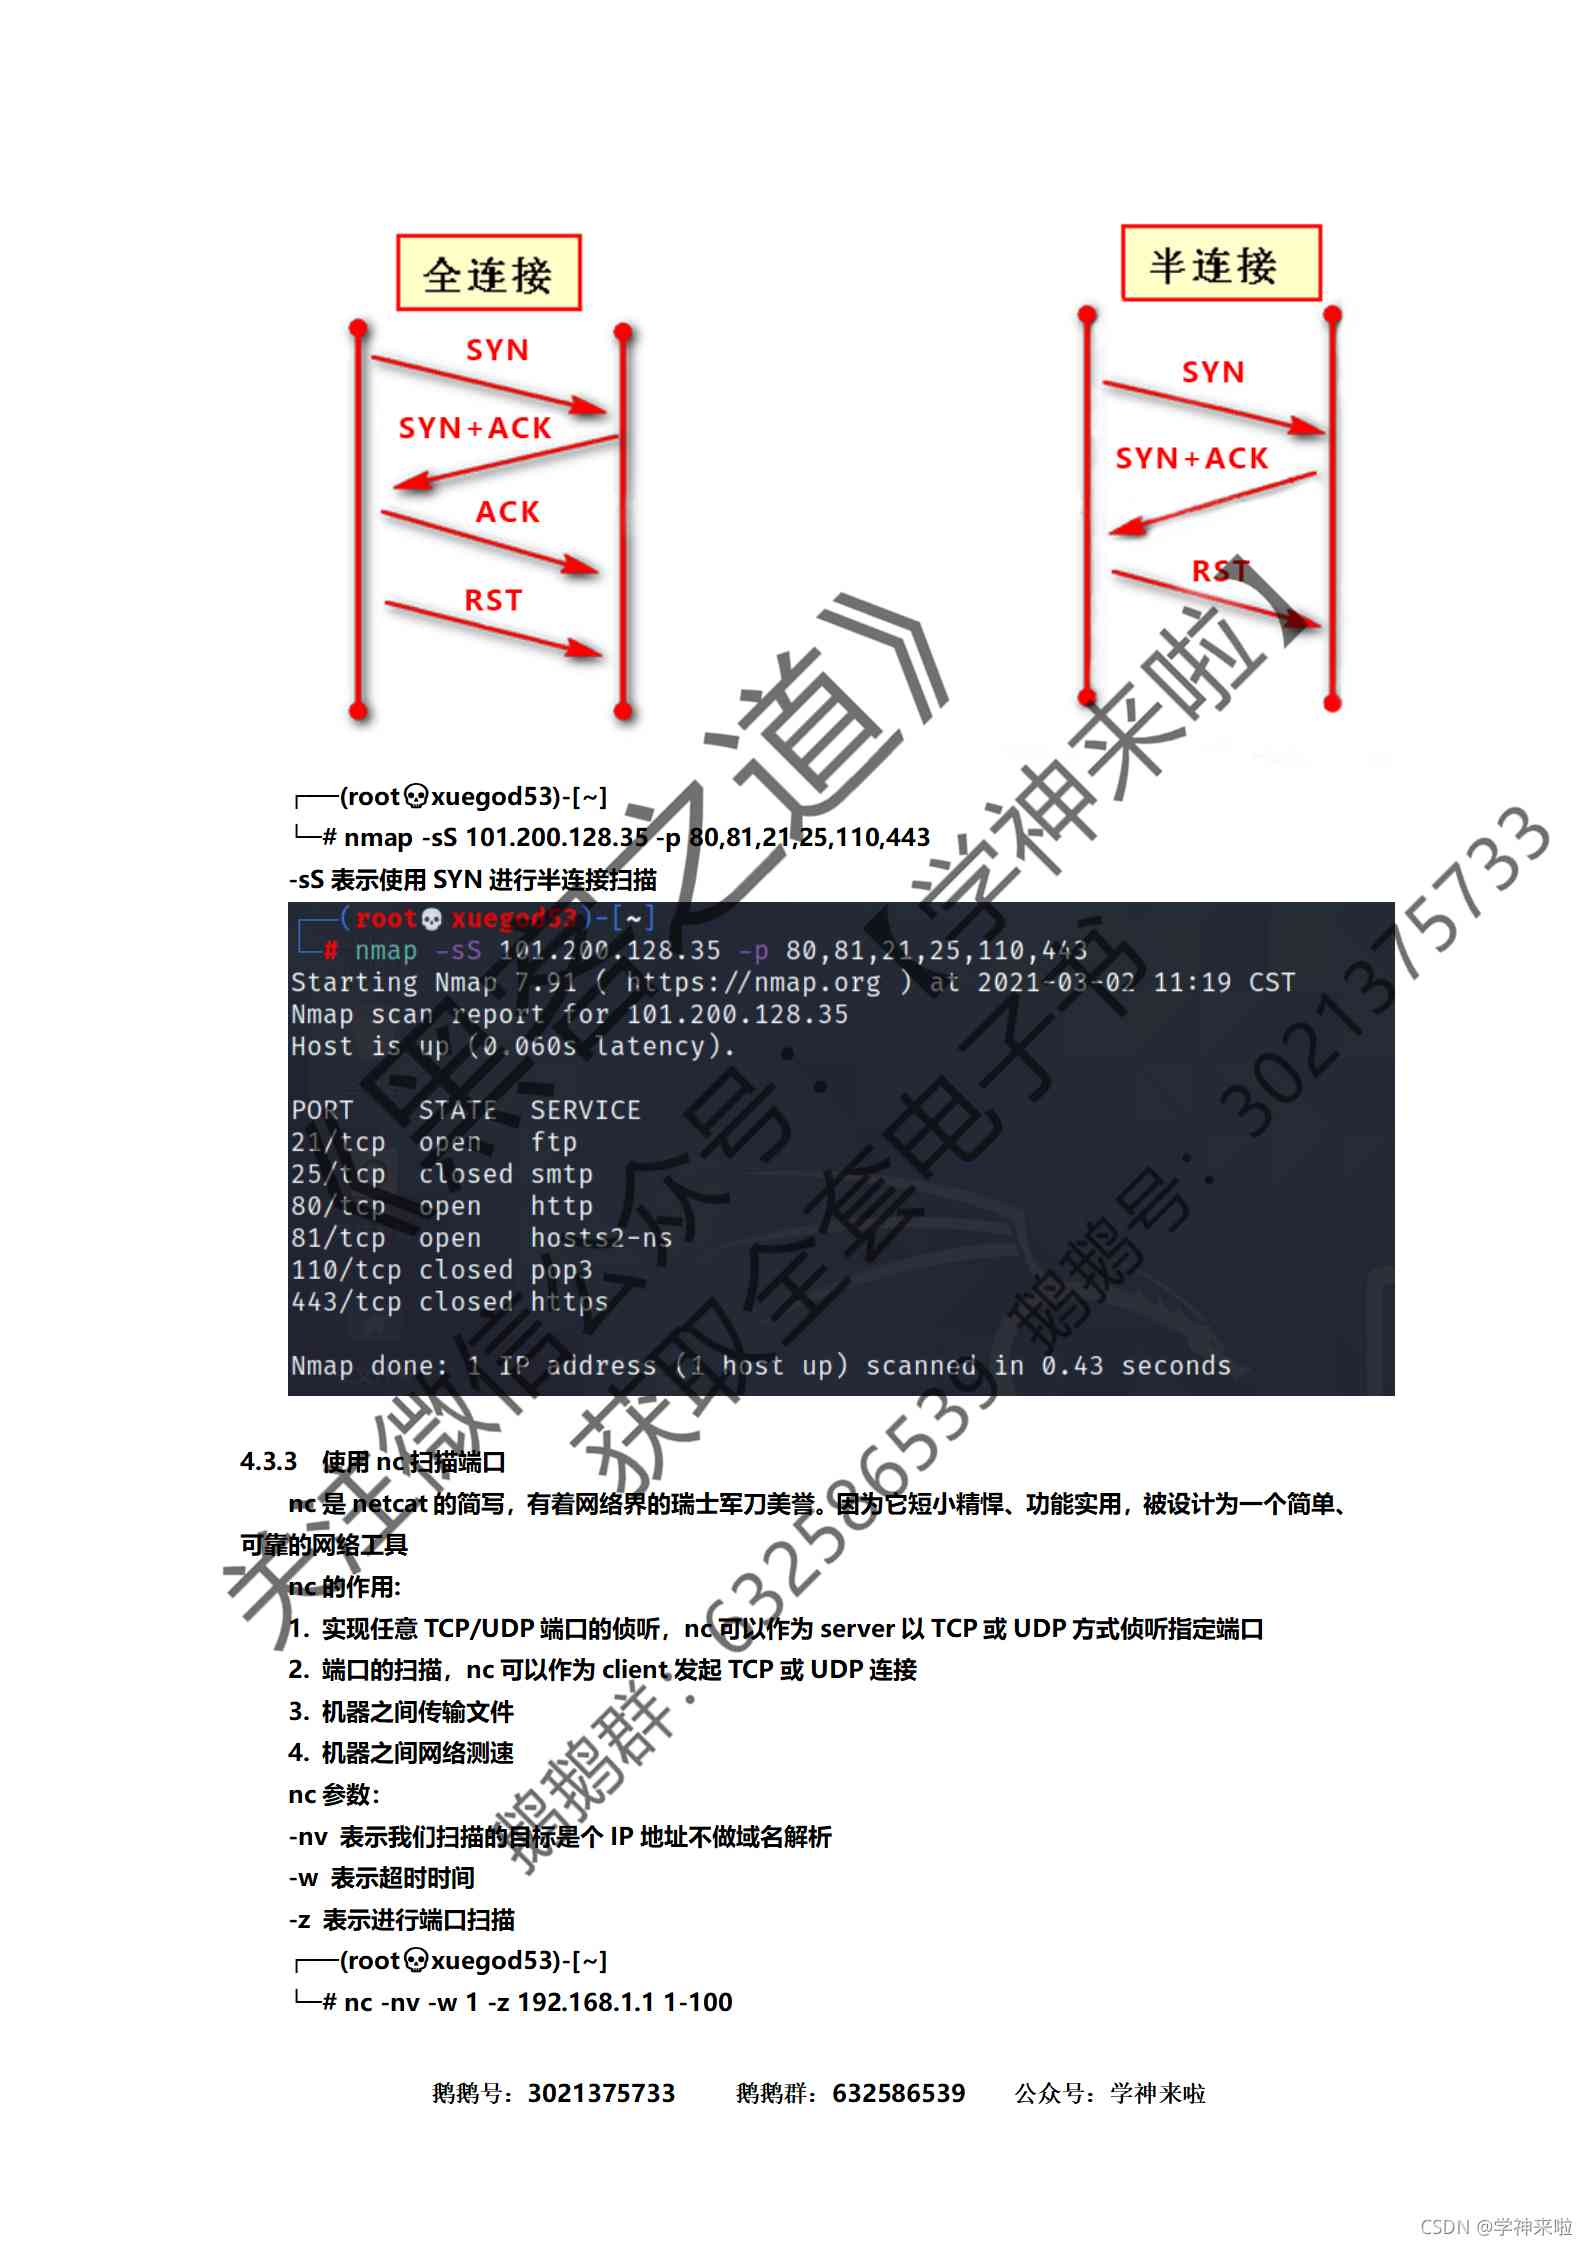 全连接
半连接
SYN
SYN+ACK
ACK
RST
SYN
SYN+ACK
RST
┌──(root💀xuegod53)-[~]
└─# nmap -sS 101.200.128.35 -p 80,81,21,25,110,443
-sS 表示使用 SYN 进行半连接扫描
┌──(root💀xuegod53)-[~]
└─# nmap -sS 101.200.128.35 -p 80,81,21,25,110,443
Starting Nmap 7.91 ( https://nmap.org ) at 2021-03-02 11:19 CST
Nmap scan report for 101.200.128.35
Host is up (0.060s latency).
PORT STATE SERVICE
21/tcp open ftp
25/tcp closed smtp
80/tcp open http
81/tcp open hosts2-ns
110/tcp closed pop3
443/tcp closed https
Nmap done: 1 IP address (1 host up) scanned in 0.43 seconds
4.3.3 使用 nc 扫描端口
nc 是 netcat 的简写，有着网络界的瑞士军刀美誉。因为它短小精悍、功能实用，被设计为一个简单、
可靠的网络工具
nc 的作用:
1. 实现任意 TCP/UDP 端口的侦听，nc 可以作为 server 以 TCP 或 UDP 方式侦听指定端口
2. 端口的扫描，nc 可以作为 client 发起 TCP 或 UDP 连接
3. 机器之间传输文件
4. 机器之间网络测速
nc 参数：
-nv 表示我们扫描的目标是个 IP 地址不做域名解析
-w 表示超时时间
-z 表示进行端口扫描
┌──(root💀xuegod53)-[~]
└─# nc -nv -w 1 -z 192.168.1.1 1-100
《黑客之道》
关注微信公众号：【学神来啦】
获取全套电子书
鹅鹅群：632586539 鹅鹅号：3021375733
鹅鹅号：3021375733 鹅鹅群：632586539 公众号：学神来啦
CSDN @学神来啦